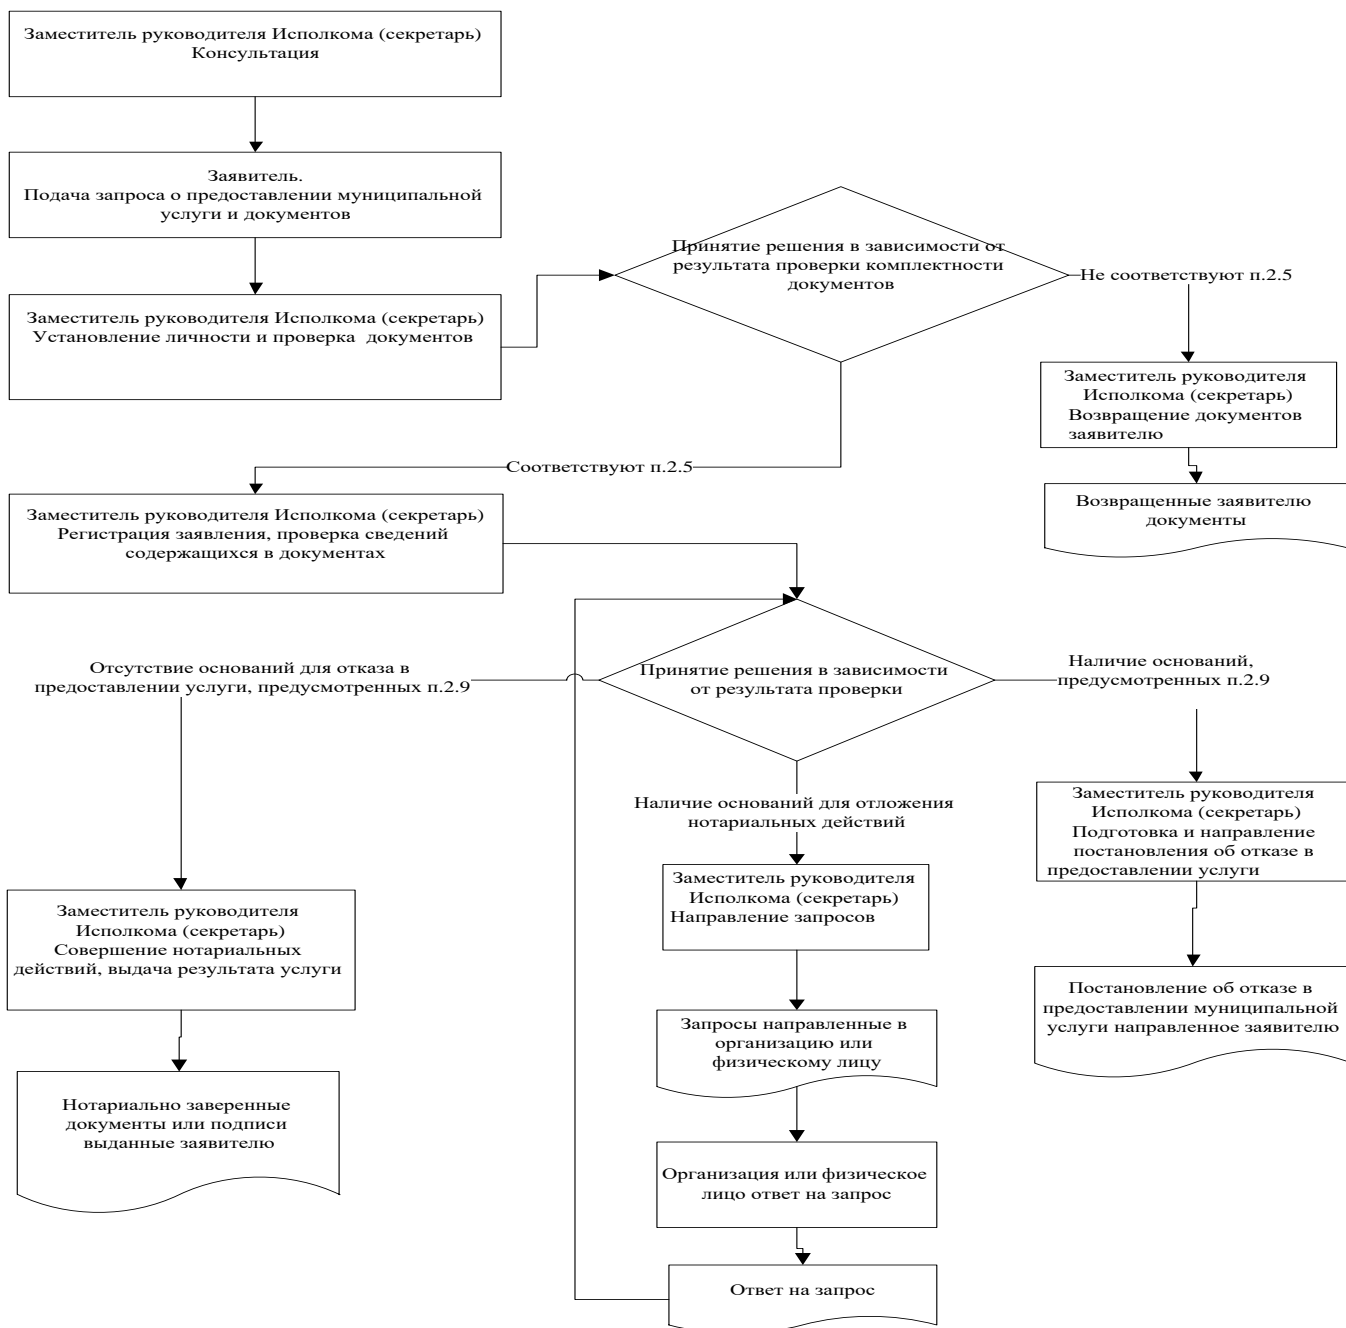 Заместитель руководителя Исполкома (секретарь)
Консультация
Заявитель.
Подача запроса о предоставлении муниципальной
услуги и документов
Заместитель руководителя Исполкома (секретарь)
Установление личности и проверка документов
Принятие решения в зависимости от
результата проверки комплектности
документов
Не соответствуют п.2.5
Заместитель руководителя
Исполкома (секретарь)
Возвращение документов
заявителю
Возвращенные заявителю
документы
Соответствуют п.2.5
Заместитель руководителя Исполкома (секретарь)
Регистрация заявления, проверка сведений
содержащихся в документах
Принятие решения в зависимости
от результата проверки
Отсутствие оснований для отказа в
предоставлении услуги, предусмотренных п.2.9
Наличие оснований,
предусмотренных п.2.9
Наличие оснований для отложения
нотариальных действий
Заместитель руководителя
Исполкома (секретарь)
Подготовка и направление
постановления об отказе в
предоставлении услуги
Заместитель руководителя
Исполкома (секретарь)
Направление запросов
Заместитель руководителя
Исполкома (секретарь)
Совершение нотариальных
действий, выдача результата услуги
Постановление об отказе в
предоставлении муниципальной
услуги направленное заявителю
Запросы направленные в
организацию или
физическому лицу
Нотариально заверенные
документы или подписи
выданные заявителю
Организация или физическое
лицо ответ на запрос
Ответ на запрос